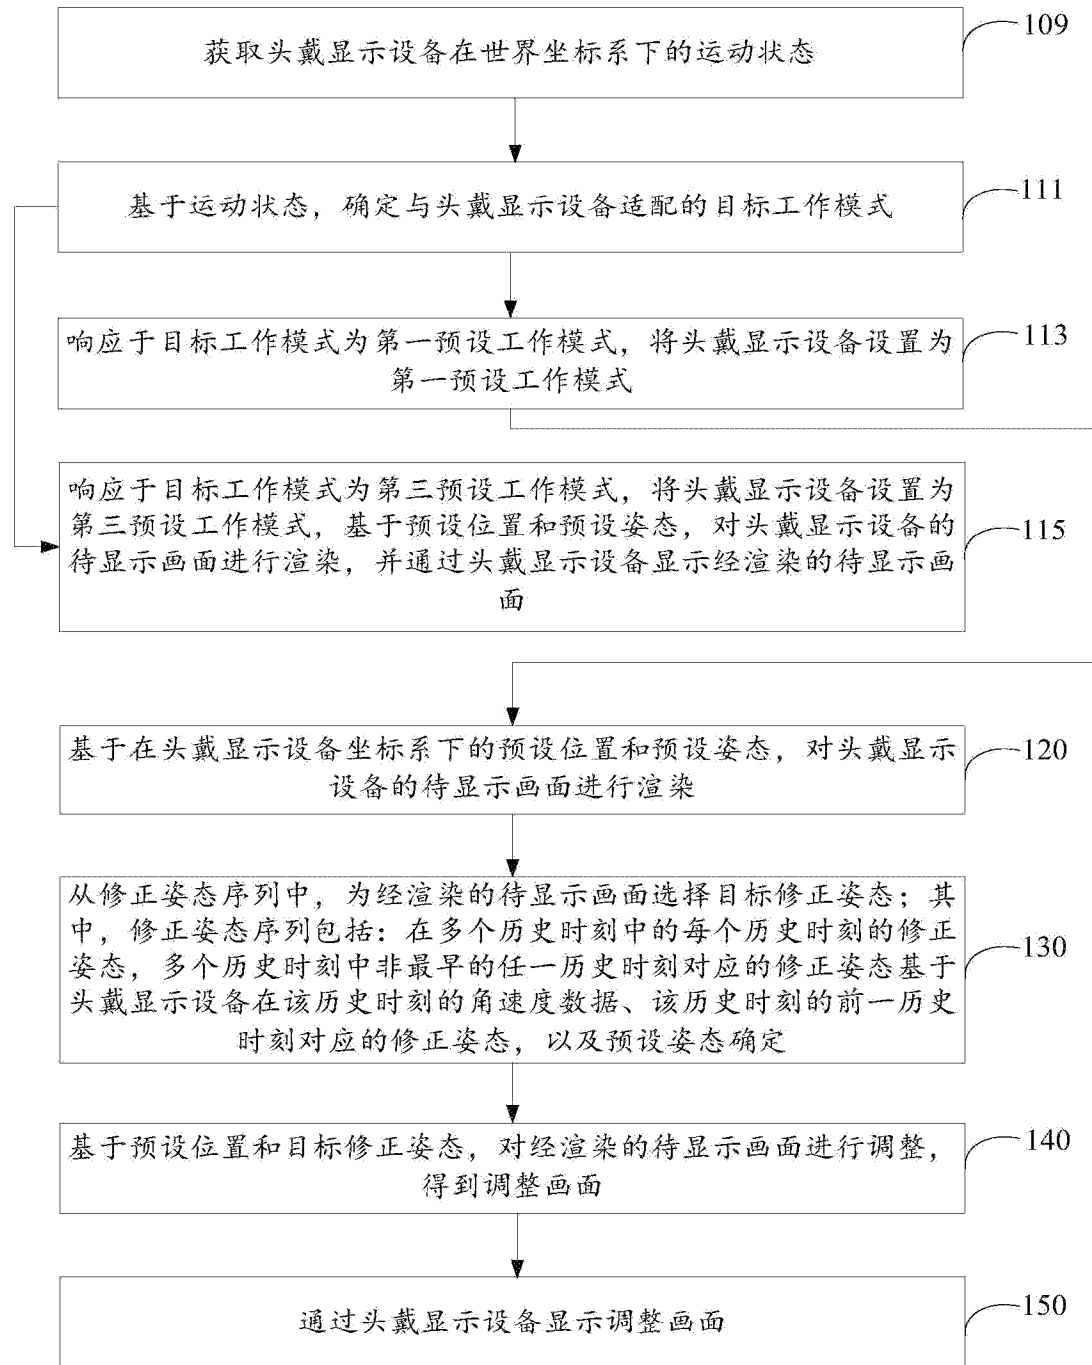 获取头戴显示设备在世界坐标系下的运动状态
109
基于运动状态，确定与头戴显示设备适配的目标工作模式
111
响应于目标工作模式为第一预设工作模式，将头戴显示设备设置为
第一预设工作模式
113
响应于目标工作模式为第三预设工作模式，将头戴显示设备设置为
第三预设工作模式，基于预设位置和预设姿态，对头戴显示设备的
待显示画面进行渲染，并通过头戴显示设备显示经渲染的待显示画
面
115
基于在头戴显示设备坐标系下的预设位置和预设姿态，对头戴显示
设备的待显示画面进行渲染
120
从修正姿态序列中，为经渲染的待显示画面选择目标修正姿态；其
中，修正姿态序列包括：在多个历史时刻中的每个历史时刻的修正
姿态，多个历史时刻中非最早的任一历史时刻对应的修正姿态基于
头戴显示设备在该历史时刻的角速度数据、该历史时刻的前一历史
时刻对应的修正姿态，以及预设姿态确定
130
基于预设位置和目标修正姿态，对经渲染的待显示画面进行调整，
得到调整画面
140
通过头戴显示设备显示调整画面
150